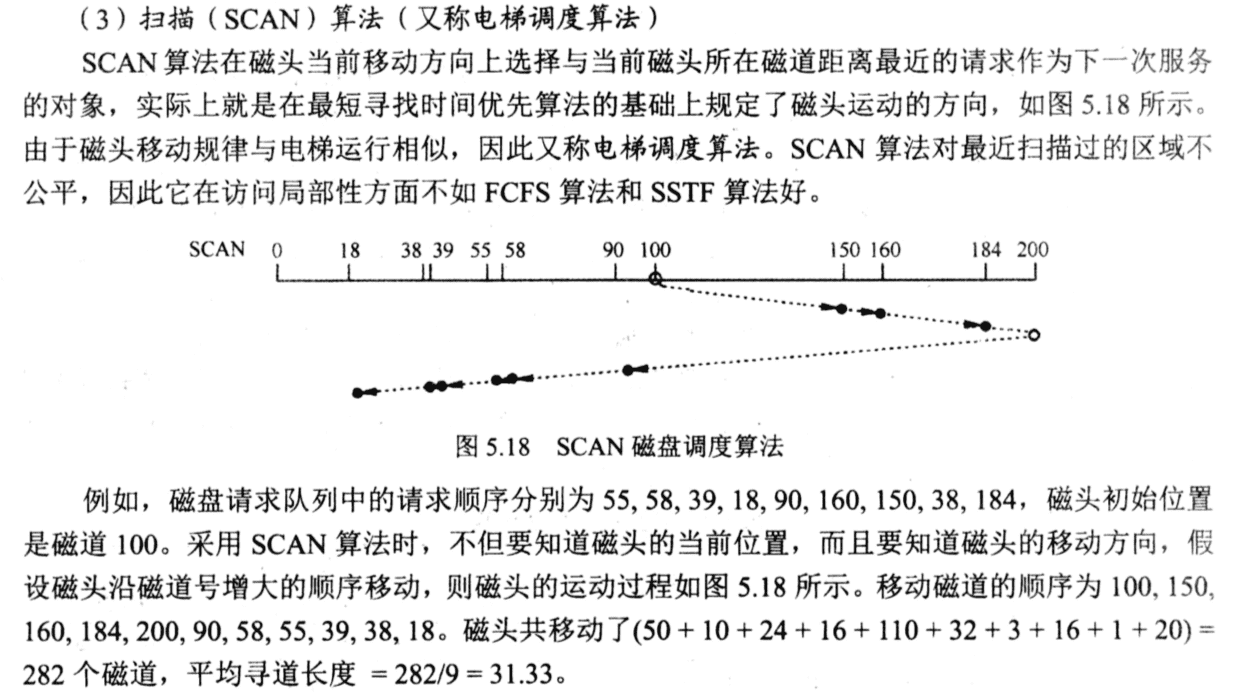 （3）扫描（SCAN）算法（又称电梯调度算法）
SCAN 算法在磁头当前移动方向上选择与当前磁头所在磁道距离最近的请求作为下一次服务
的对象，实际上就是在最短寻找时间优先算法的基础上规定了磁头运动的方向，如图 5.18 所示。
由于磁头移动规律与电梯运行相似，因此又称电梯调度算法。SCAN 算法对最近扫描过的区域不
公平，因此它在访问局部性方面不如 FCFS 算法和 SSTF 算法好。
SCAN 0 18 38 39 55 58 90 100 150 160 184 200
图 5.18 SCAN 磁盘调度算法
例如，磁盘请求队列中的请求顺序分别为 55, 58, 39, 18, 90, 160, 150, 38, 184，磁头初始位置
是磁道 100。采用 SCAN 算法时，不但要知道磁头的当前位置，而且要知道磁头的移动方向，假
设磁头沿磁道号增大的顺序移动，则磁头的运动过程如图 5.18 所示。移动磁道的顺序为 100, 150,
160, 184, 200, 90, 58, 55, 39, 38, 18。磁头共移动了(50 + 10 + 24 + 16 + 110 + 32 + 3 + 16 + 1 + 20) =
282 个磁道，平均寻道长度 = 282/9 = 31.33。